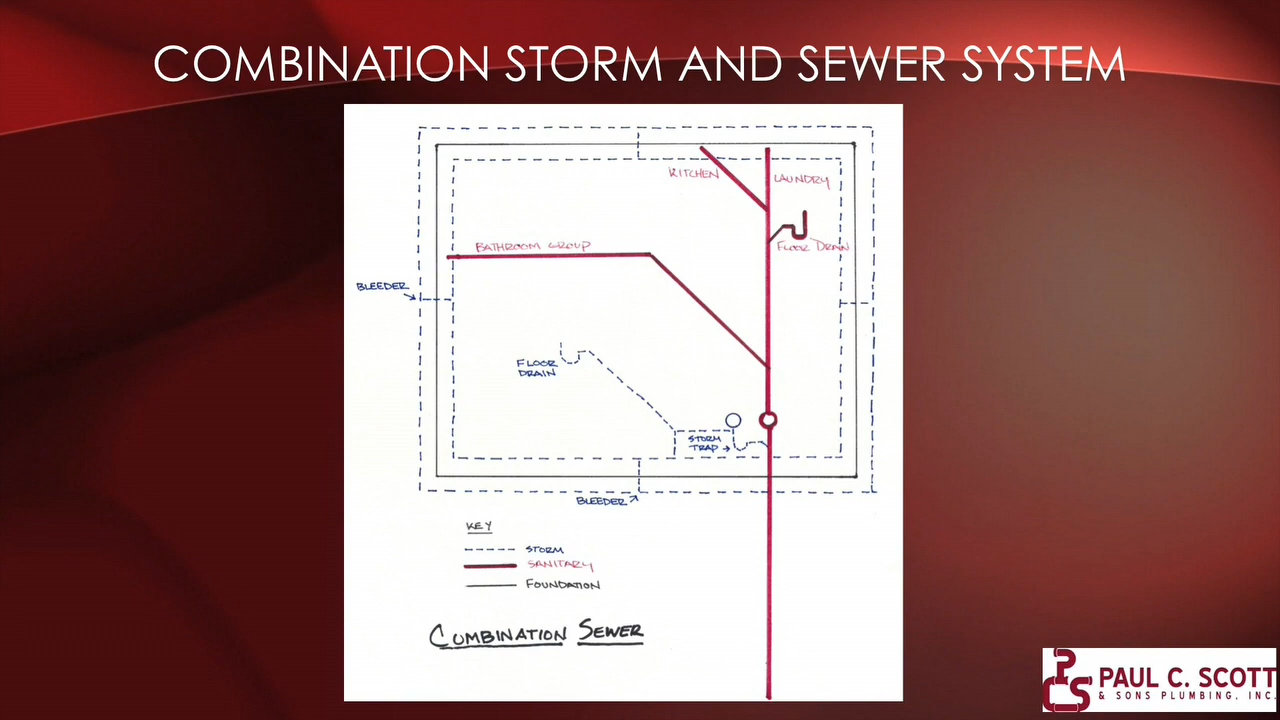 COMBINATION STORM AND SEWER SYSTEM
KITCHEN
LAUNDRY
BATHROOM GROUP
FLOOR DRAIN
BLEEDER
FLOOR
DRAIN
STORM
TRAP
BLEEDER
KEY
STORM
SANITARY
FOUNDATION
COMBINATION SEWER
PCS
PAUL C. SCOTT
& SONS PLUMBING, INC.